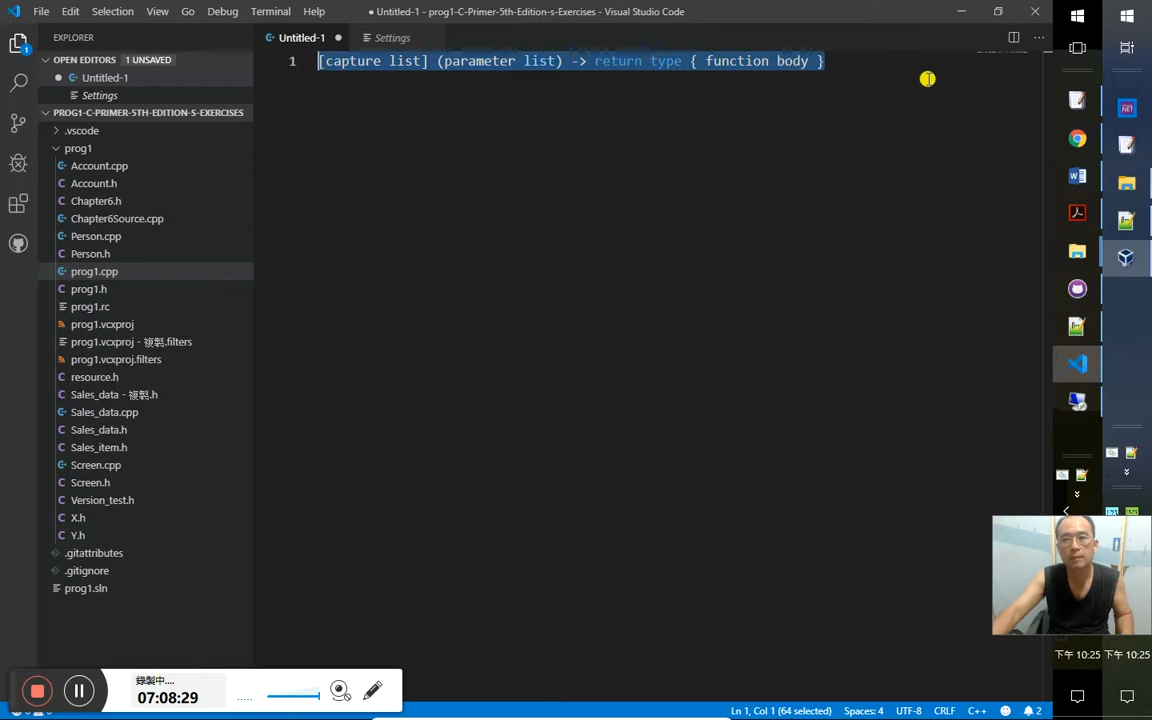 File Edit Selection View Go Debug Terminal Help
● Untitled-1 - prog1-C-Primer-5th-Edition-s-Exercises - Visual Studio Code
EXPLORER
Untitled-1
Settings
OPEN EDITORS 1 UNSAVED
Untitled-1
Settings
PROG1-C-PRIMER-5TH-EDITION-S-EXERCISES
.vscode
prog1
Account.cpp
Account.h
Chapter6.h
Chapter6Source.cpp
Person.cpp
Person.h
prog1.cpp
prog1.h
prog1.rc
prog1.vcxproj
prog1.vcxproj - 複製.filters
prog1.vcxproj.filters
resource.h
Sales_data - 複製.h
Sales_data.cpp
Sales_data.h
Sales_item.h
Screen.cpp
Screen.h
Version_test.h
X.h
Y.h
.gitattributes
.gitignore
prog1.sln
1 [capture list] (parameter list) -> return type { function body }
錄製中....
07:08:29
Ln 1, Col 1 (64 selected) Spaces: 4 UTF-8 CRLF C++ 2
下午 10:25 下午 10:25